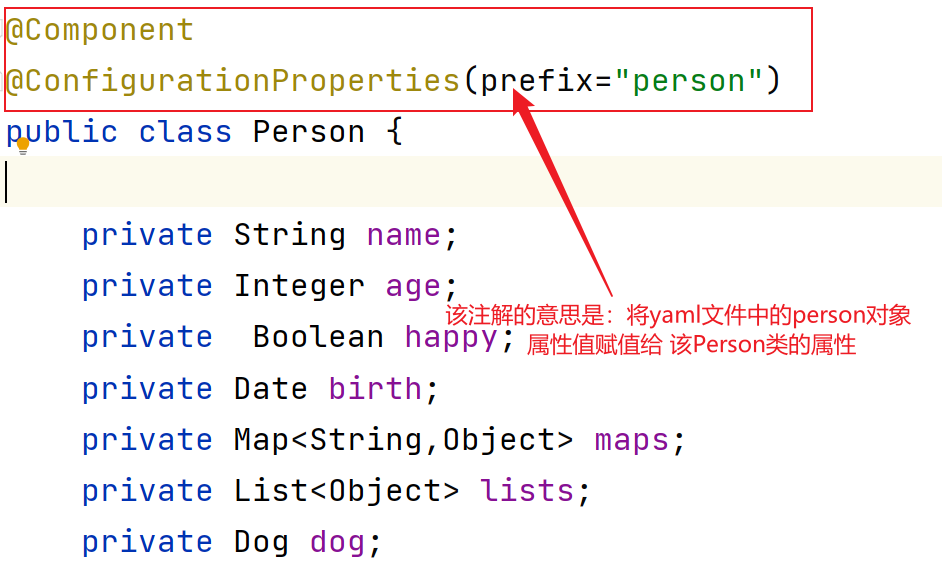 @Component
@ConfigurationProperties(prefix="person")
public class Person {
private String name;
private Integer age;
该注解的意思是：将yaml文件中的person对象
private  Boolean happy;
属性值赋值给 该Person类的属性
private Date birth;
private Map<String,Object> maps;
private List<Object> lists;
private Dog dog;